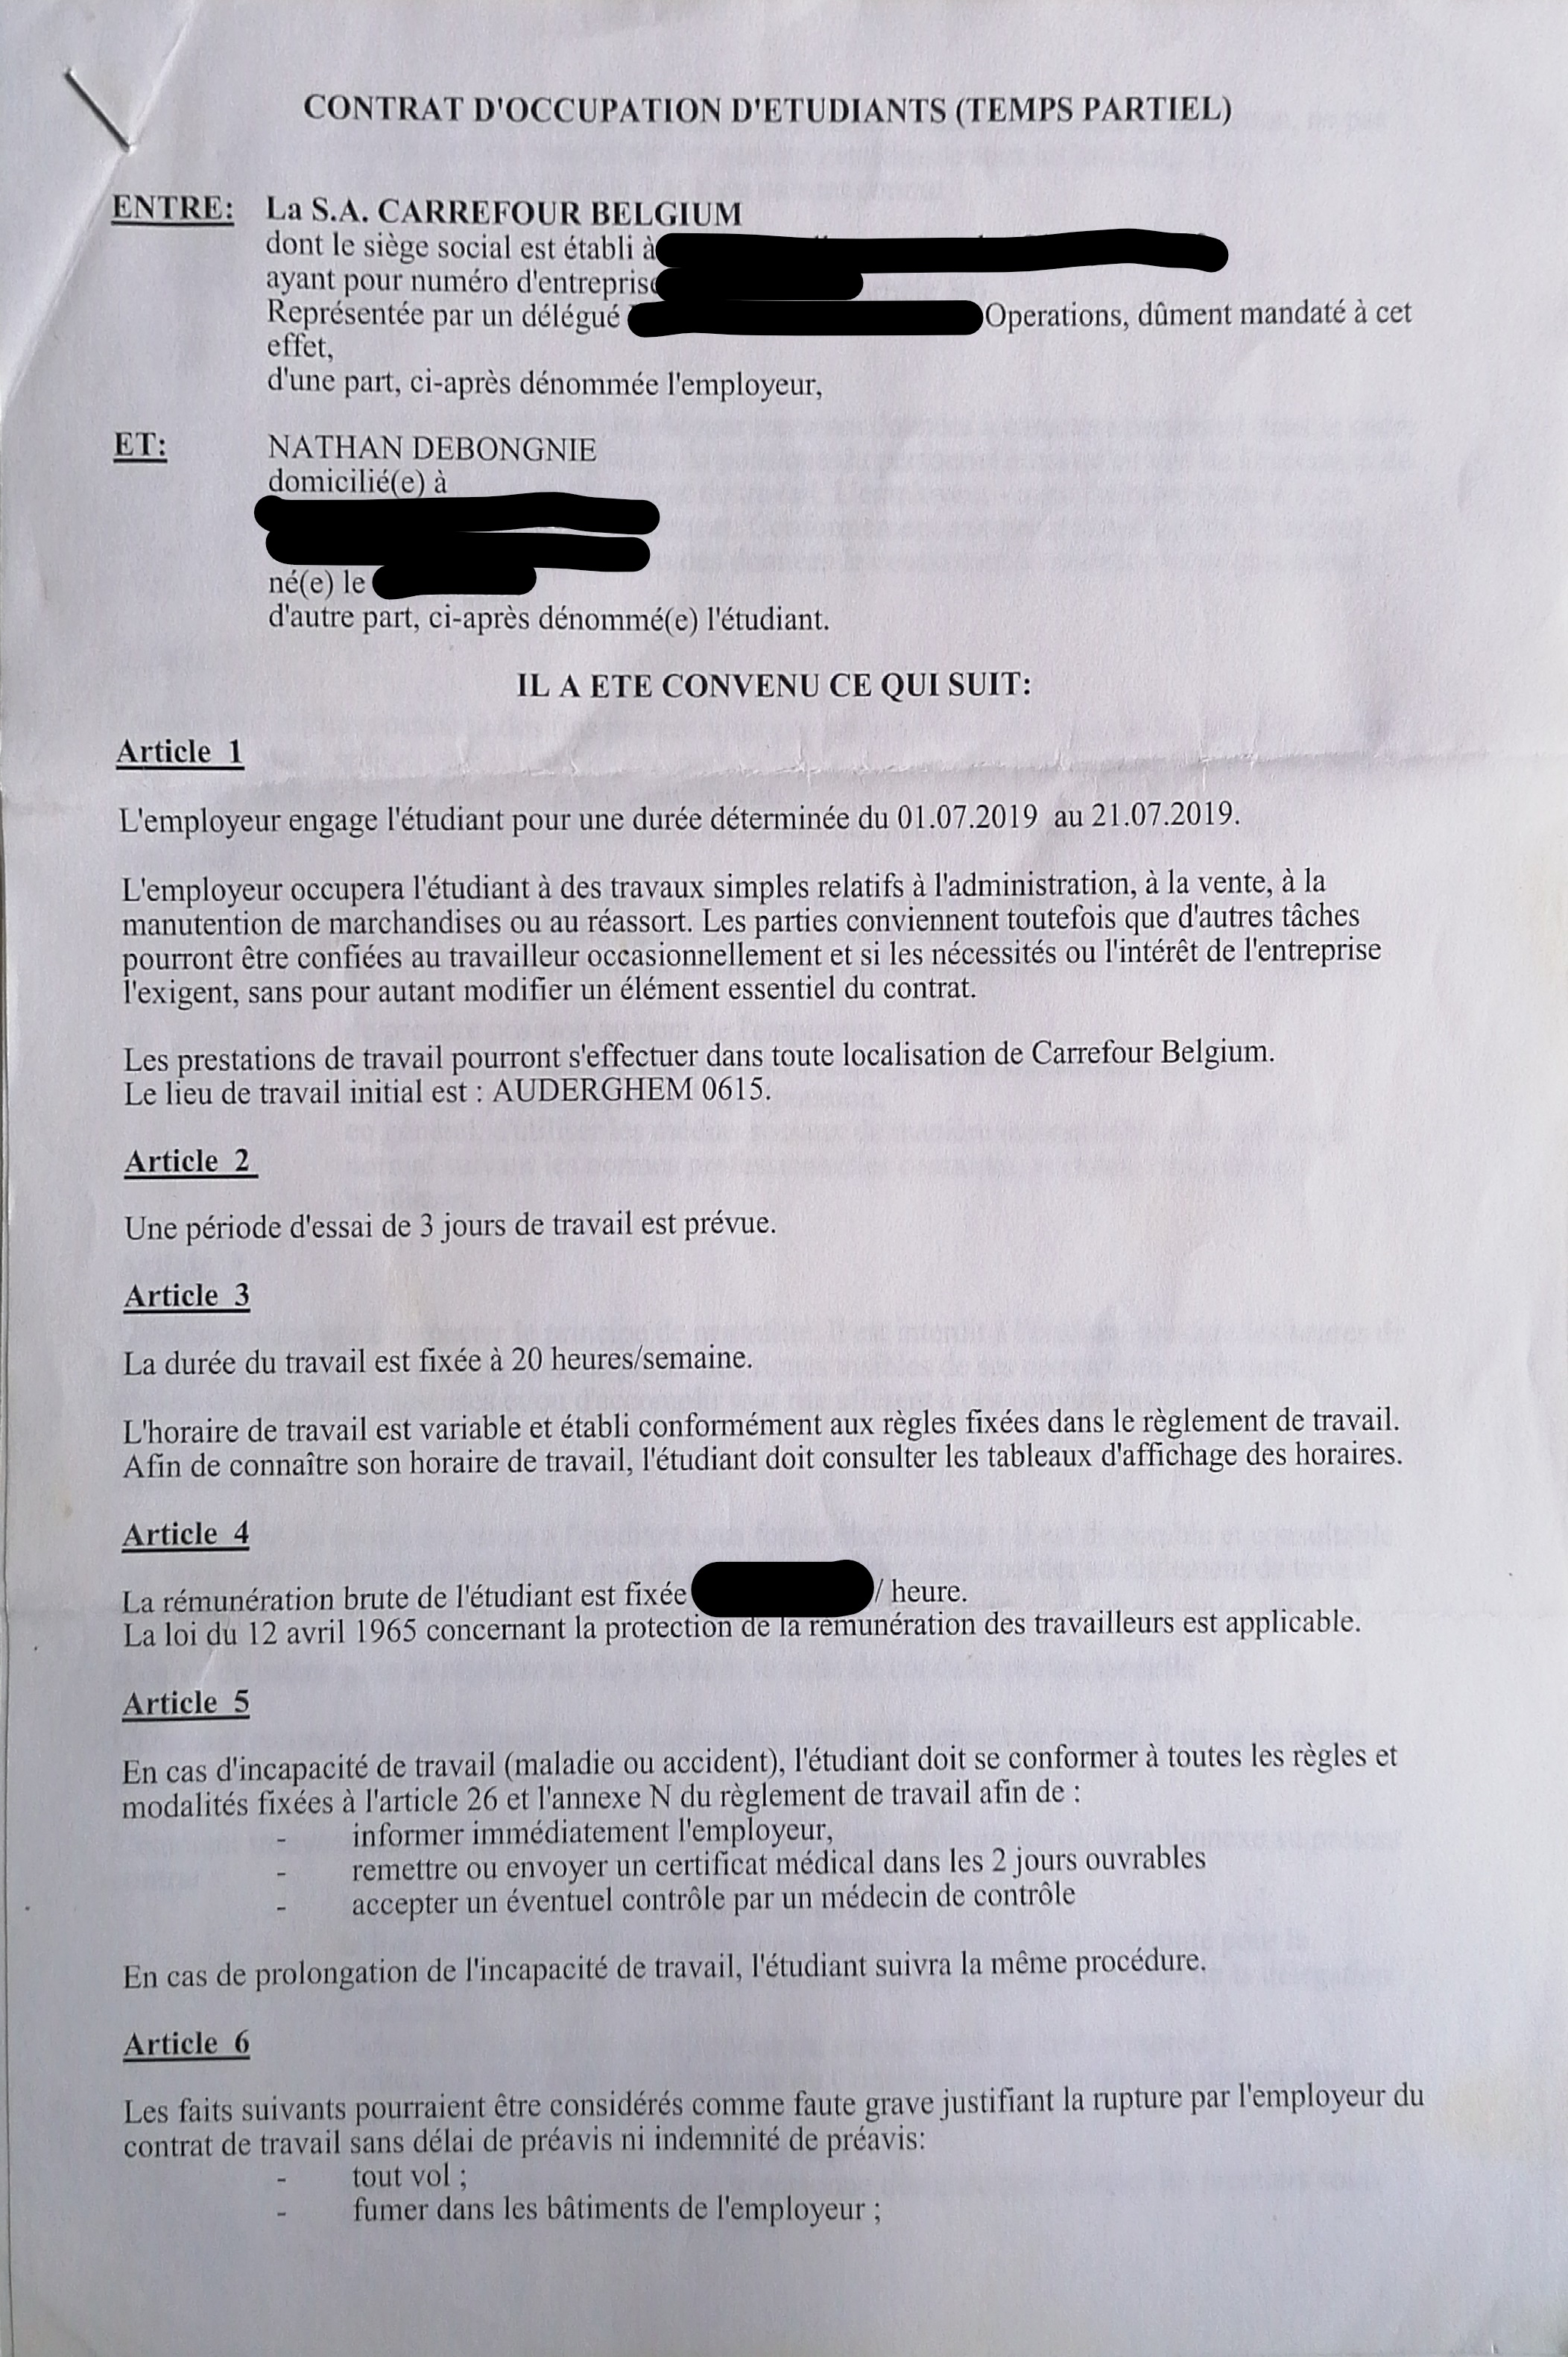 CONTRAT D'OCCUPATION D'ETUDIANTS (TEMPS PARTIEL)
ENTRE: La S.A. CARREFOUR BELGIUM
dont le siège social est établi à
ayant pour numéro d'entreprise
Représentée par un délégué Operations, dûment mandaté à cet
effet,
d'une part, ci-après dénommée l'employeur,
ET: NATHAN DEBONGNIE
domicilié(e) à
né(e) le
d'autre part, ci-après dénommé(e) l'étudiant.
IL A ETE CONVENU CE QUI SUIT:
Article 1
L'employeur engage l'étudiant pour une durée déterminée du 01.07.2019 au 21.07.2019.
L'employeur occupera l'étudiant à des travaux simples relatifs à l'administration, à la vente, à la
manutention de marchandises ou au réassort. Les parties conviennent toutefois que d'autres tâches
pourront être confiées au travailleur occasionnellement et si les nécessités ou l'intérêt de l'entreprise
l'exigent, sans pour autant modifier un élément essentiel du contrat.
Les prestations de travail pourront s'effectuer dans toute localisation de Carrefour Belgium.
Le lieu de travail initial est : AUDERGHEM 0615.
Article 2
Une période d'essai de 3 jours de travail est prévue.
Article 3
La durée du travail est fixée à 20 heures/semaine.
L'horaire de travail est variable et établi conformément aux règles fixées dans le règlement de travail.
Afin de connaître son horaire de travail, l'étudiant doit consulter les tableaux d'affichage des horaires.
Article 4
La rémunération brute de l'étudiant est fixée / heure.
La loi du 12 avril 1965 concernant la protection de la rémunération des travailleurs est applicable.
Article 5
En cas d'incapacité de travail (maladie ou accident), l'étudiant doit se conformer à toutes les règles et
modalités fixées à l'article 26 et l'annexe N du règlement de travail afin de :
- informer immédiatement l'employeur,
- remettre ou envoyer un certificat médical dans les 2 jours ouvrables
- accepter un éventuel contrôle par un médecin de contrôle
En cas de prolongation de l'incapacité de travail, l'étudiant suivra la même procédure.
Article 6
Les faits suivants pourraient être considérés comme faute grave justifiant la rupture par l'employeur du
contrat de travail sans délai de préavis ni indemnité de préavis:
- tout vol ;
- fumer dans les bâtiments de l'employeur ;